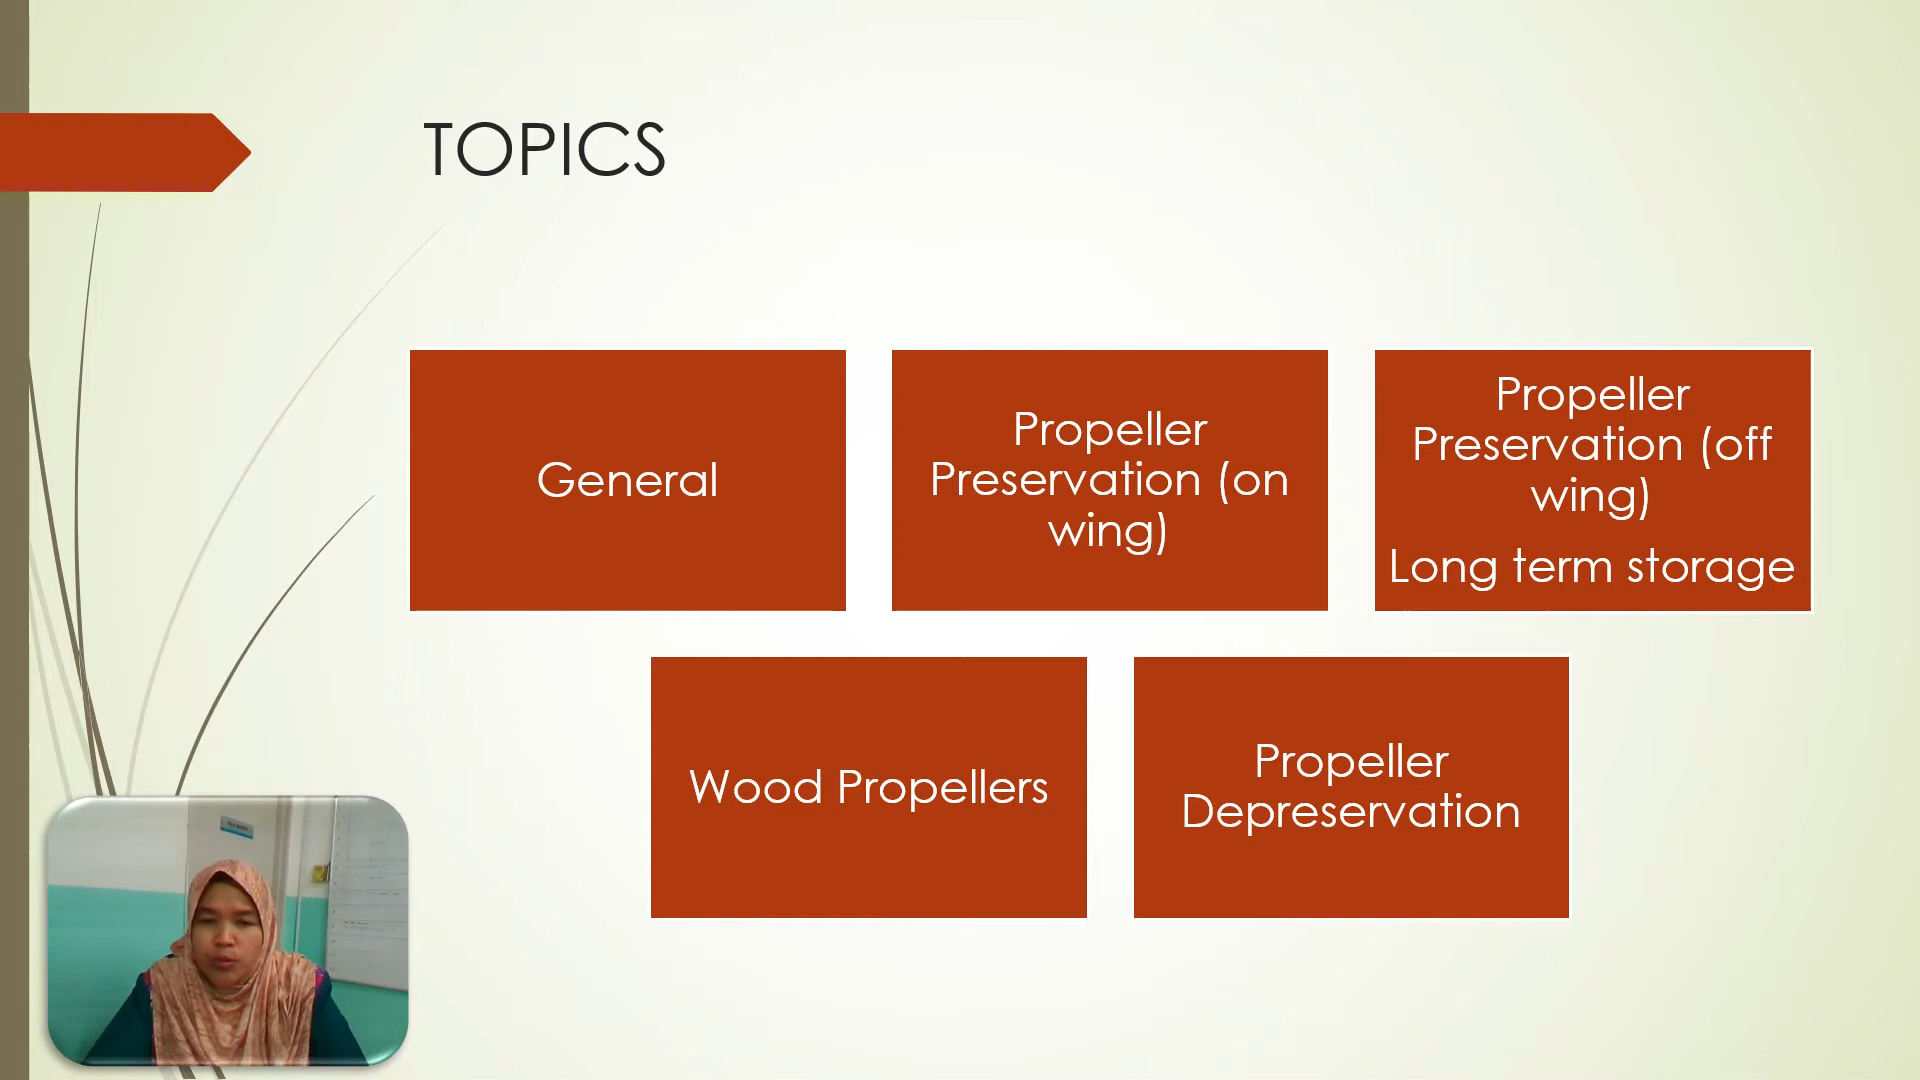 TOPICS
General
Propeller
Preservation (on
wing)
Propeller
Preservation (off
wing)
Long term storage
Wood Propellers
Propeller
Depreservation